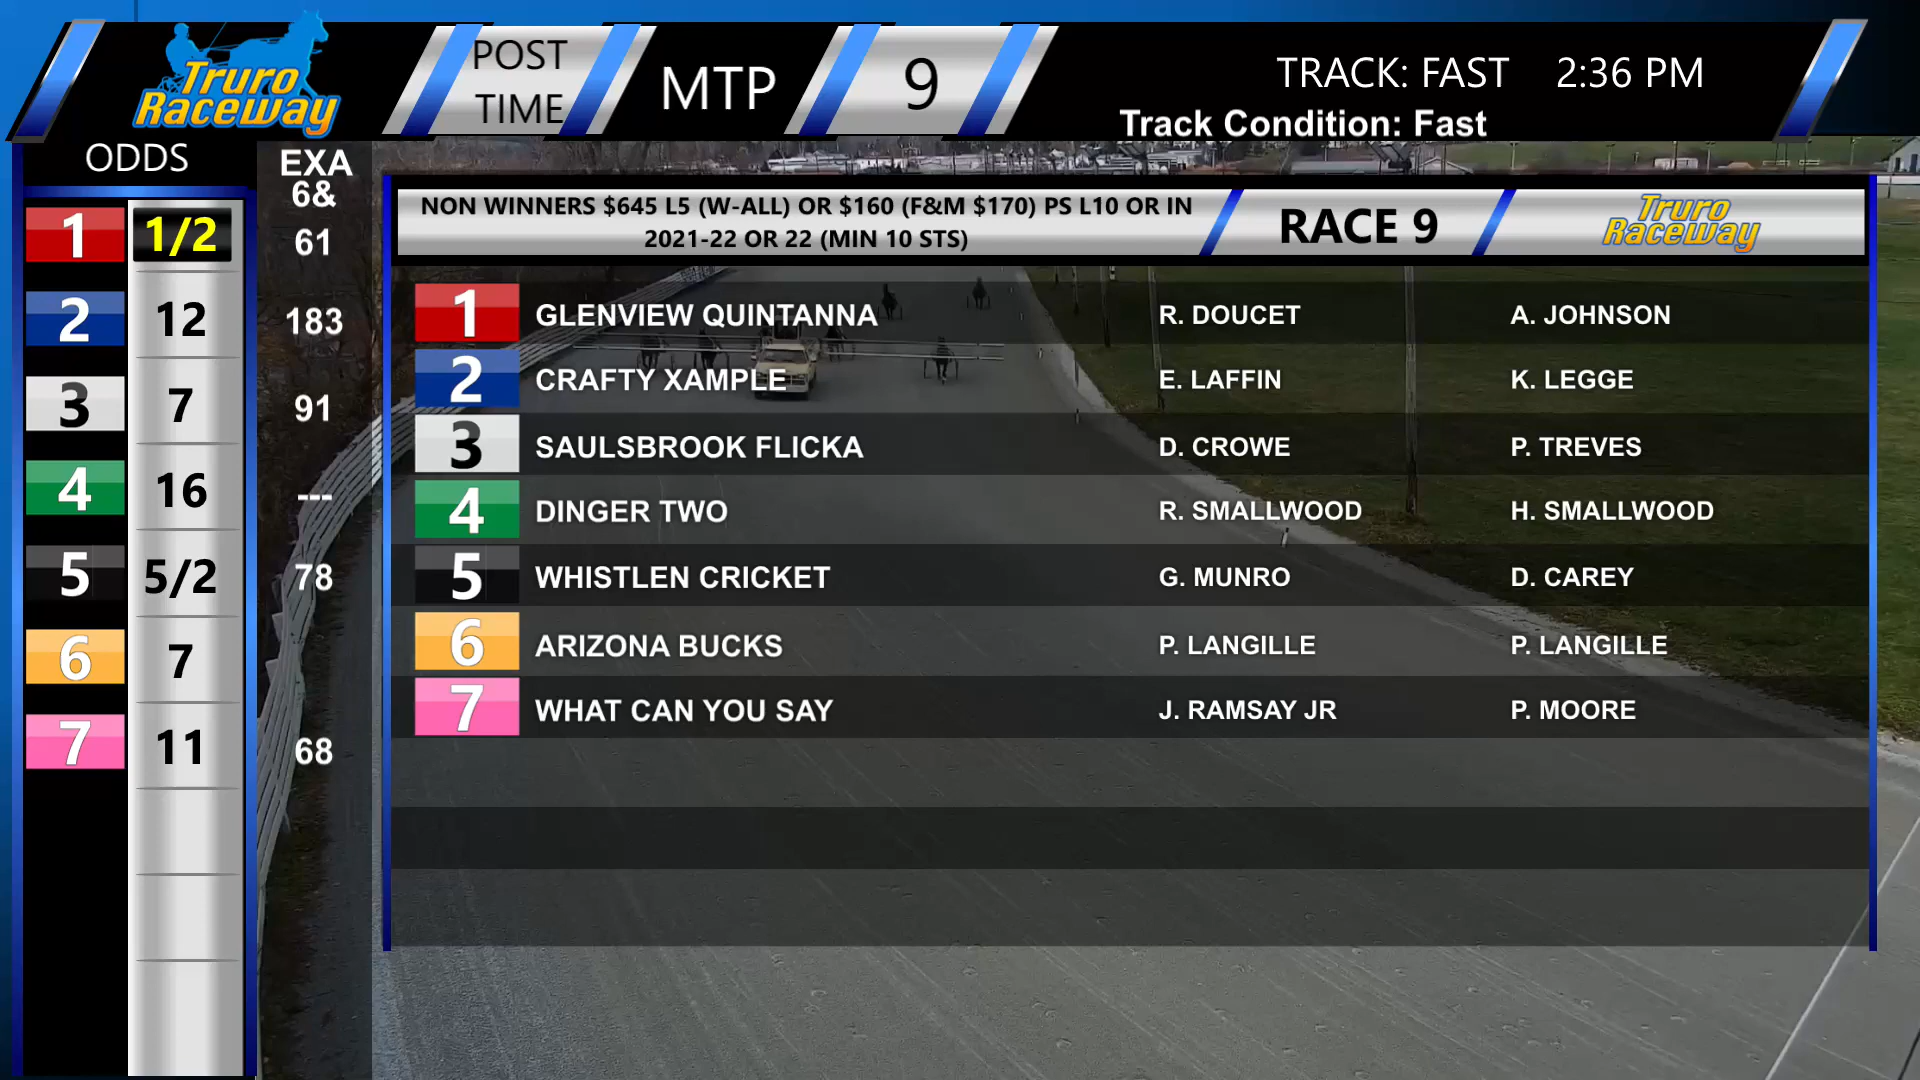 Truro
Raceway
POST
TIME
MTP
9
TRACK: FAST 2:36 PM
Track Condition: Fast
ODDS
EXA
6&
1 1/2 61
2 12 183
3 7 91
4 16 ---
5 5/2 78
6 7
7 11 68
NON WINNERS $645 L5 (W-ALL) OR $160 (F&M $170) PS L10 OR IN
2021-22 OR 22 (MIN 10 STS)
RACE 9
Truro
Raceway
1 GLENVIEW QUINTANNA R. DOUCET A. JOHNSON
2 CRAFTY XAMPLE E. LAFFIN K. LEGGE
3 SAULSBROOK FLICKA D. CROWE P. TREVES
4 DINGER TWO R. SMALLWOOD H. SMALLWOOD
5 WHISTLEN CRICKET G. MUNRO D. CAREY
6 ARIZONA BUCKS P. LANGILLE P. LANGILLE
7 WHAT CAN YOU SAY J. RAMSAY JR P. MOORE